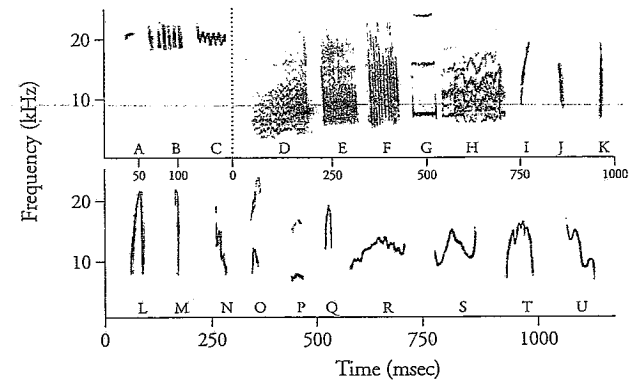 20
10
A B C D E F G H I J K
50 100 0 250 500 750 1000
Frequency (kHz)
20
10
L M N O P Q R S T U
0 250 500 750 1000
Time (msec)